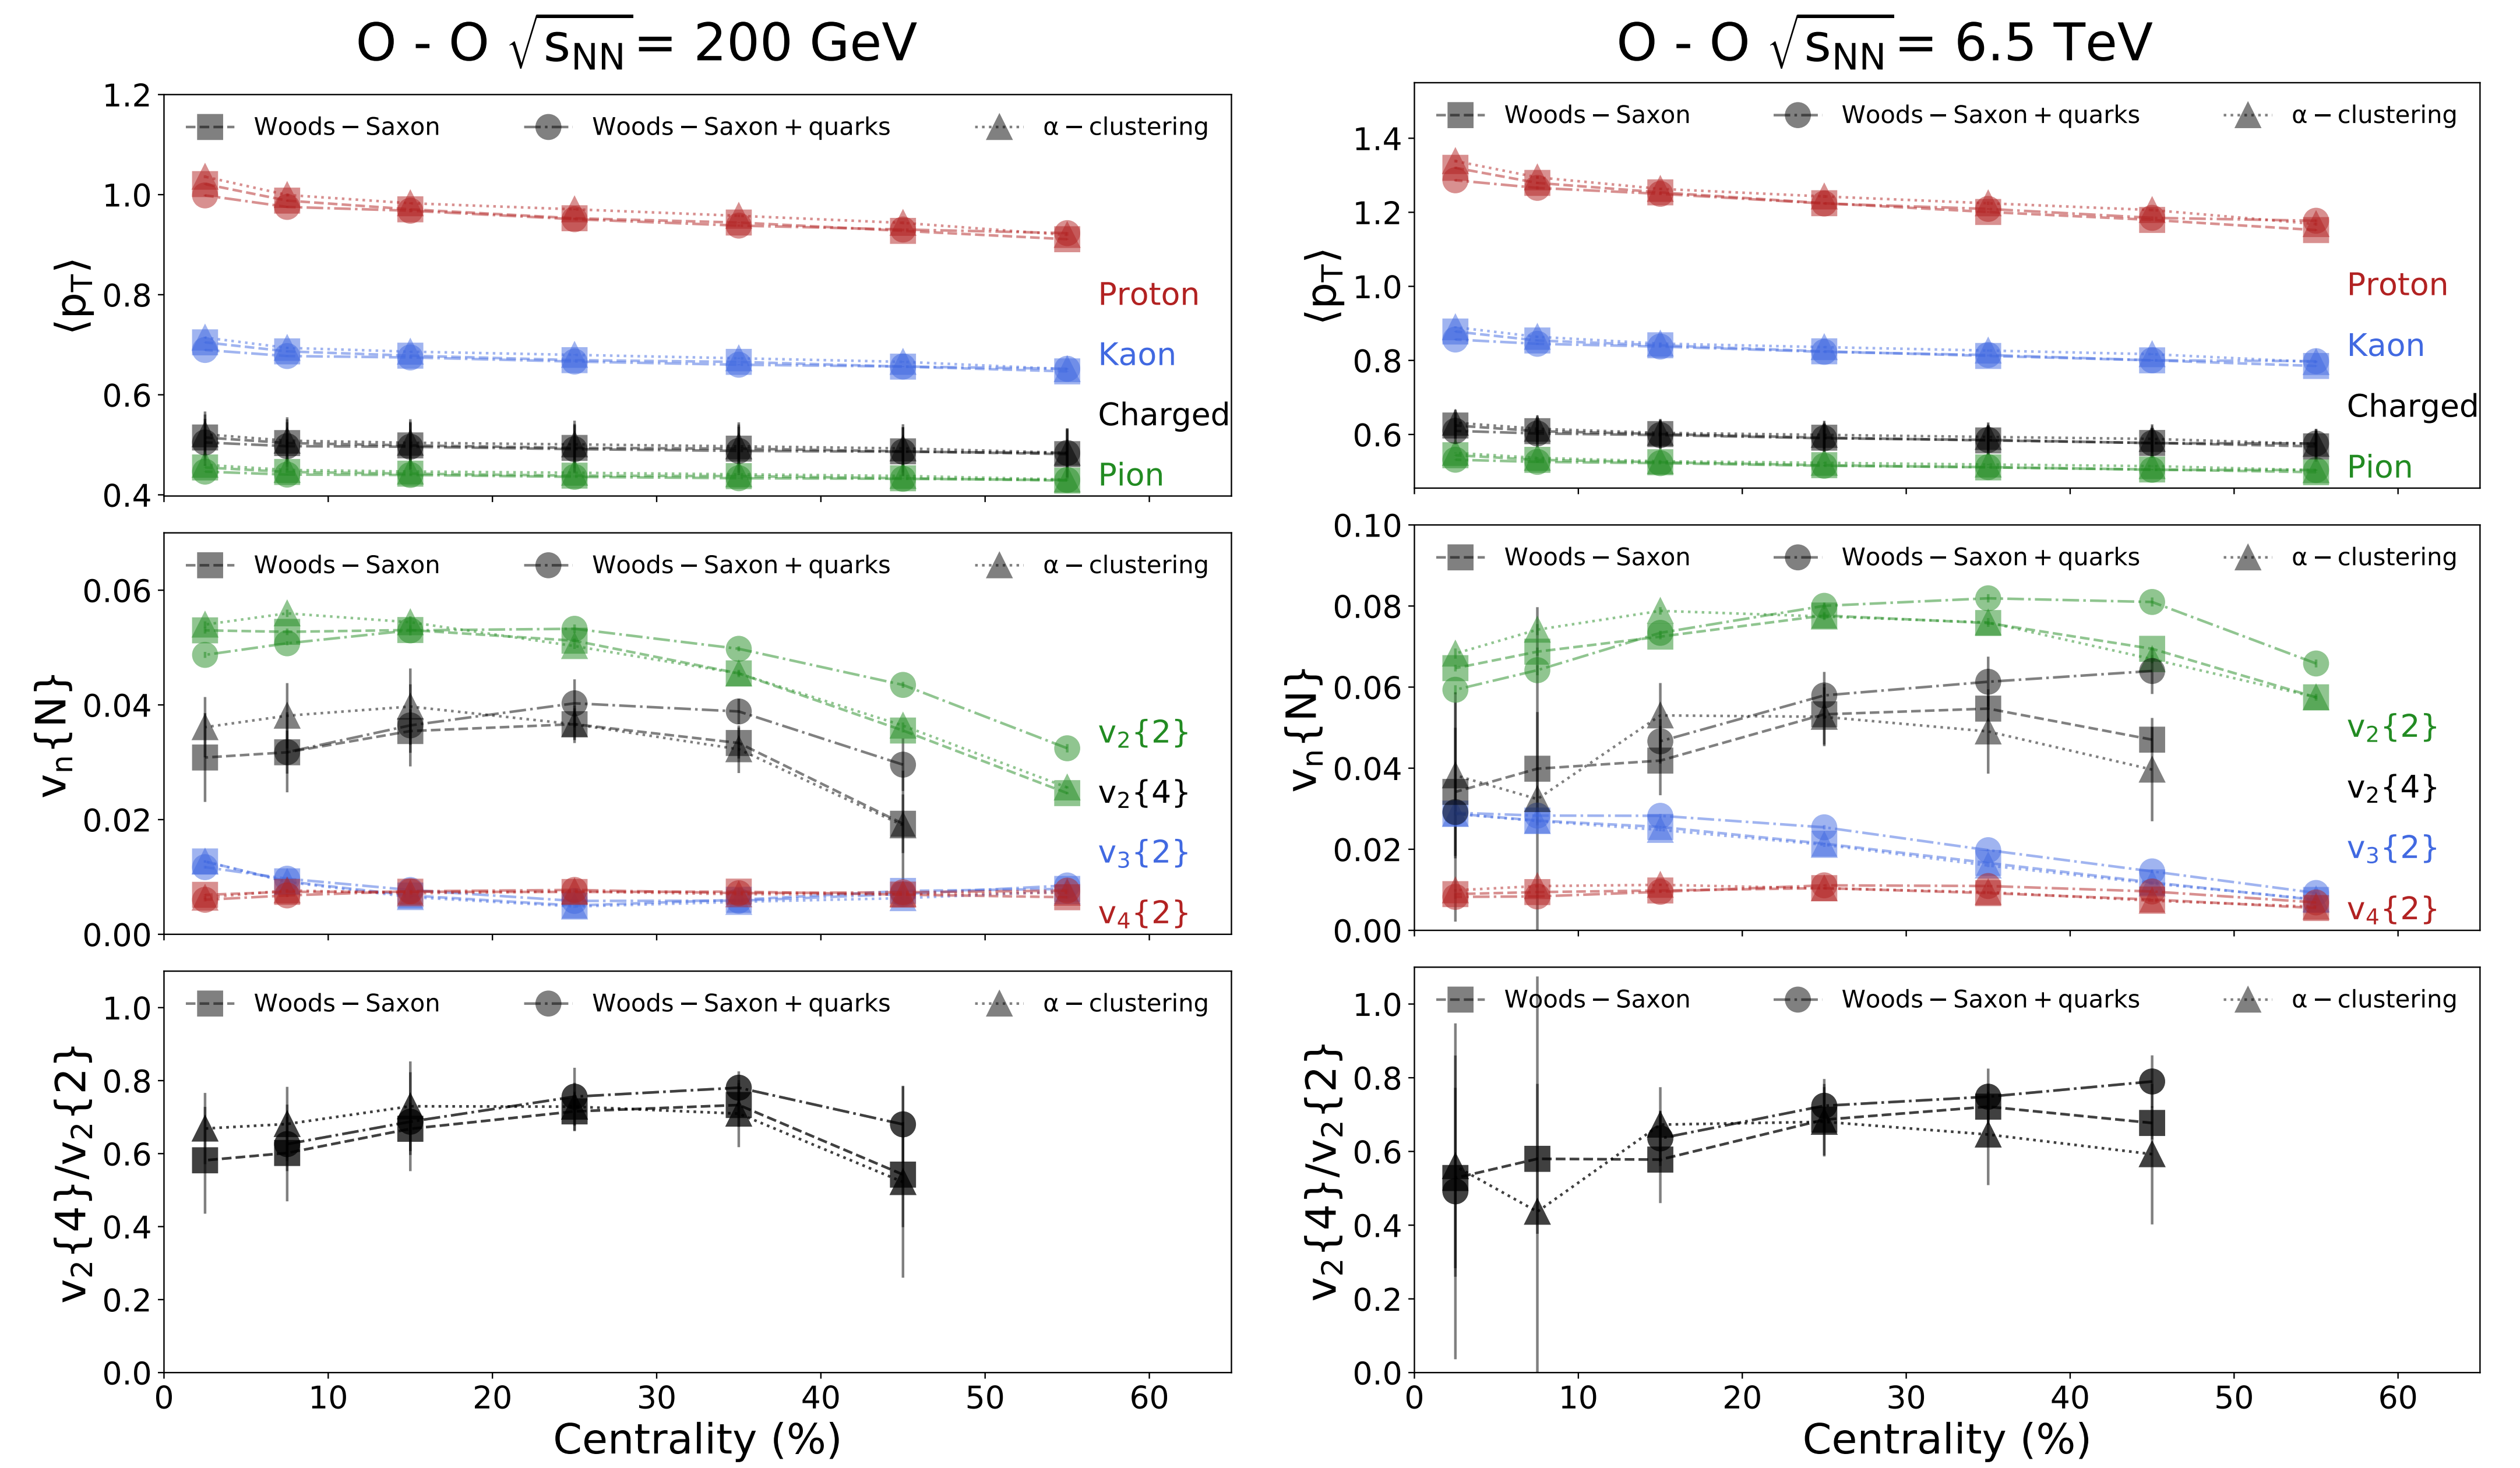 O - O √sNN = 200 GeV
1.2
1.0
0.8
0.6
0.4
⟨pT⟩
Woods − Saxon
Woods − Saxon + quarks
α − clustering
Proton
Kaon
Charged
Pion
0.06
0.04
0.02
0.00
vn{N}
Woods − Saxon
Woods − Saxon + quarks
α − clustering
v2{2}
v2{4}
v3{2}
v4{2}
1.0
0.8
0.6
0.4
0.2
0.0
v2{4}/v2{2}
Woods − Saxon
Woods − Saxon + quarks
α − clustering
0 10 20 30 40 50 60
Centrality (%)
O - O √sNN = 6.5 TeV
1.4
1.2
1.0
0.8
0.6
⟨pT⟩
Woods − Saxon
Woods − Saxon + quarks
α − clustering
Proton
Kaon
Charged
Pion
0.10
0.08
0.06
0.04
0.02
0.00
vn{N}
Woods − Saxon
Woods − Saxon + quarks
α − clustering
v2{2}
v2{4}
v3{2}
v4{2}
1.0
0.8
0.6
0.4
0.2
0.0
v2{4}/v2{2}
Woods − Saxon
Woods − Saxon + quarks
α − clustering
0 10 20 30 40 50 60
Centrality (%)